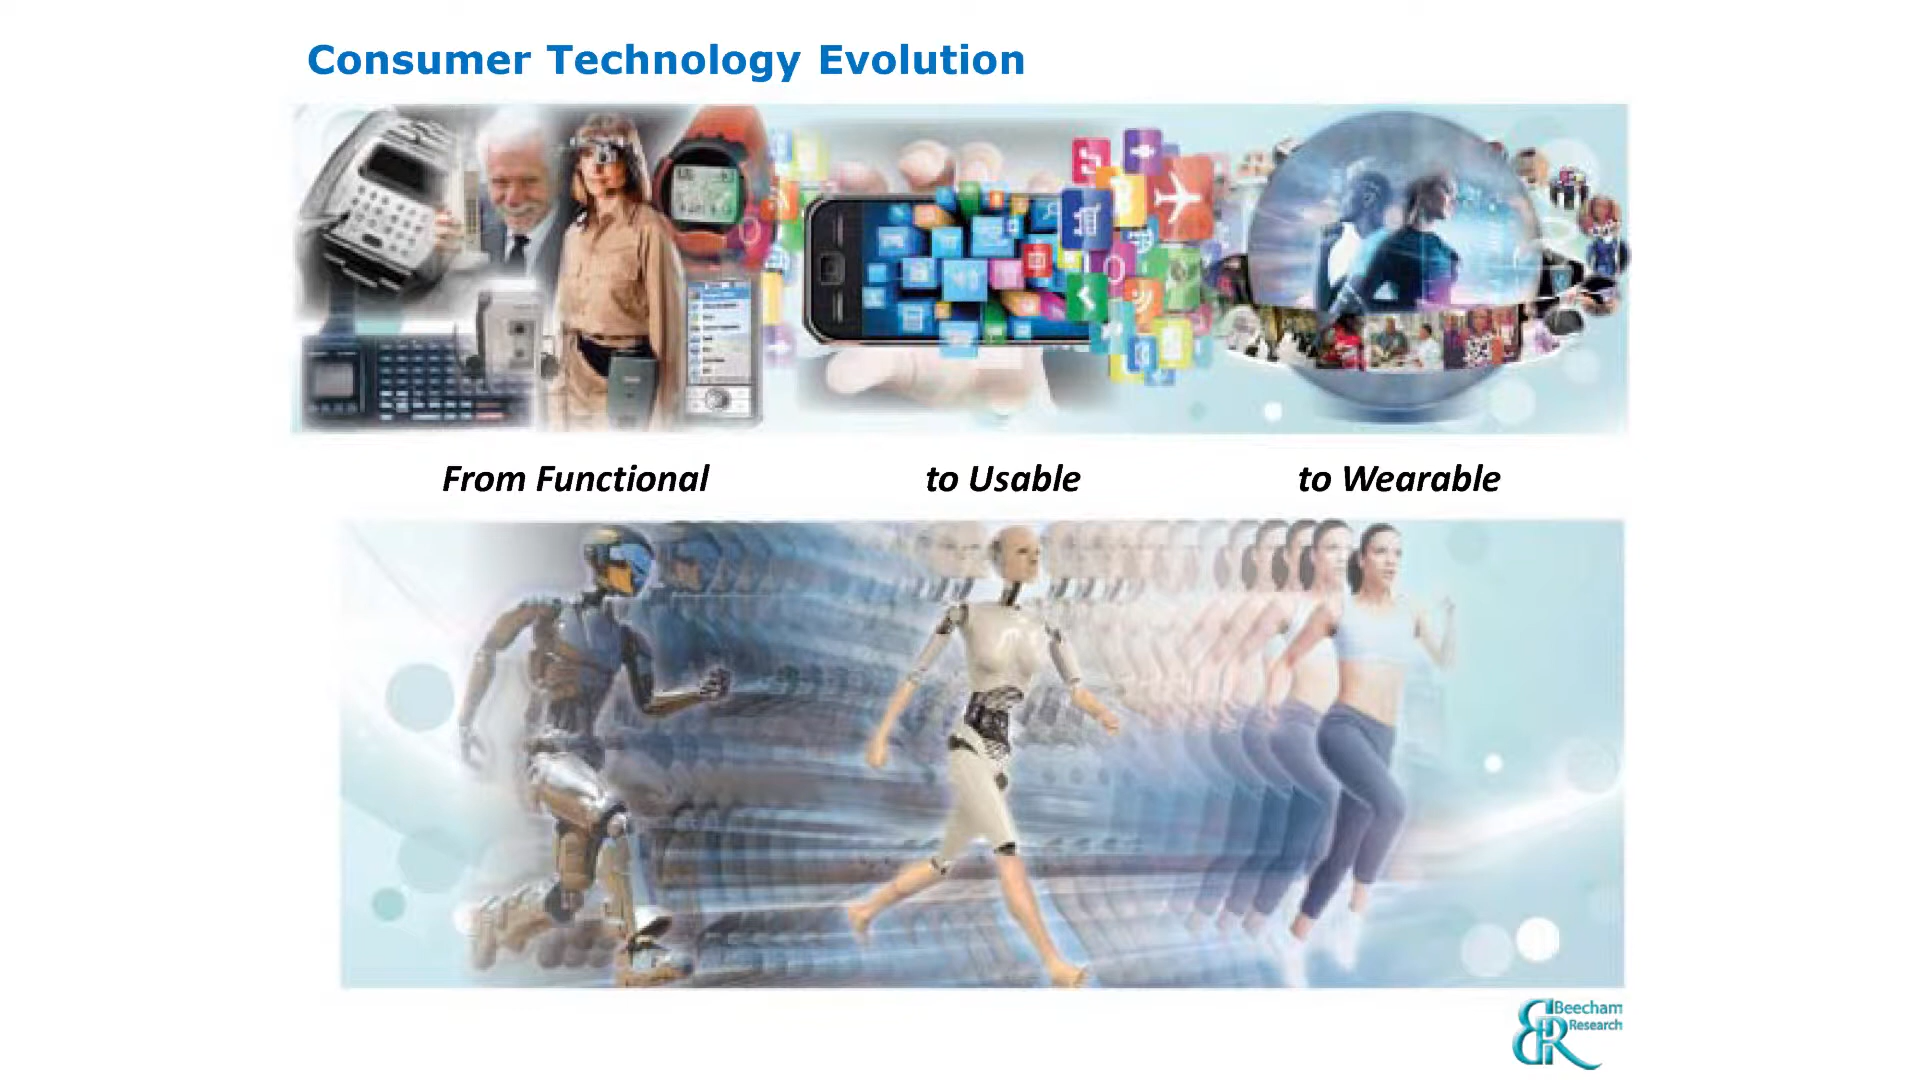 Consumer Technology Evolution
From Functional
to Usable
to Wearable
Beecham
Research